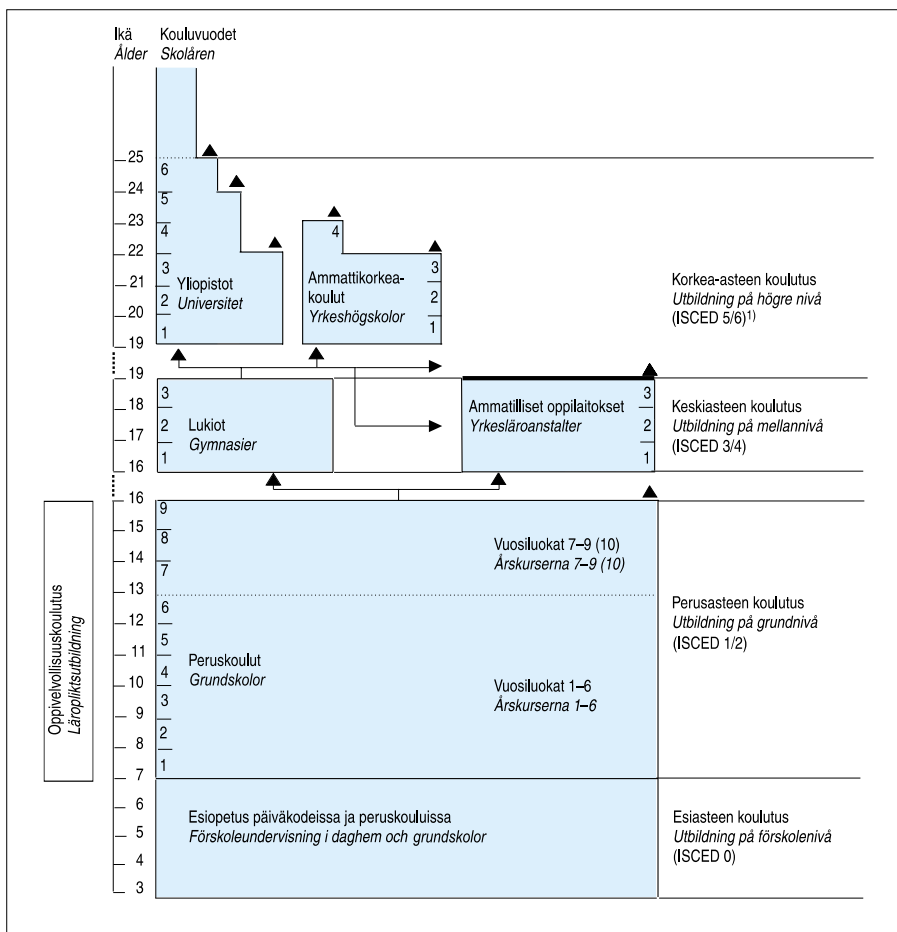 Ikä
Ålder
Kouluvuodet
Skolåren
25
24
23
22
21
20
19
6
5
4
3
2
1
Yliopistot
Universitet
4
Ammattikorkea-
koulut
Yrkeshögskolor
3
2
1
Korkea-asteen koulutus
Utbildning på högre nivå
(ISCED 5/6)1)
19
18
17
16
3
2
1
Lukiot
Gymnasier
Ammatilliset oppilaitokset
Yrkesläroanstalter
3
2
1
Keskiasteen koulutus
Utbildning på mellannivå
(ISCED 3/4)
Oppivelvollisuuskoulutus
Läropliktsutbildning
16
15
14
13
12
11
10
9
8
7
9
8
7
6
5
4
3
2
1
Vuosiluokat 7–9 (10)
Årskurserna 7–9 (10)
Peruskoulut
Grundskolor
Vuosiluokat 1–6
Årskurserna 1–6
Perusasteen koulutus
Utbildning på grundnivå
(ISCED 1/2)
6
5
4
3
Esiopetus päiväkodeissa ja peruskouluissa
Förskoleundervisning i daghem och grundskolor
Esiasteen koulutus
Utbildning på förskolenivå
(ISCED 0)